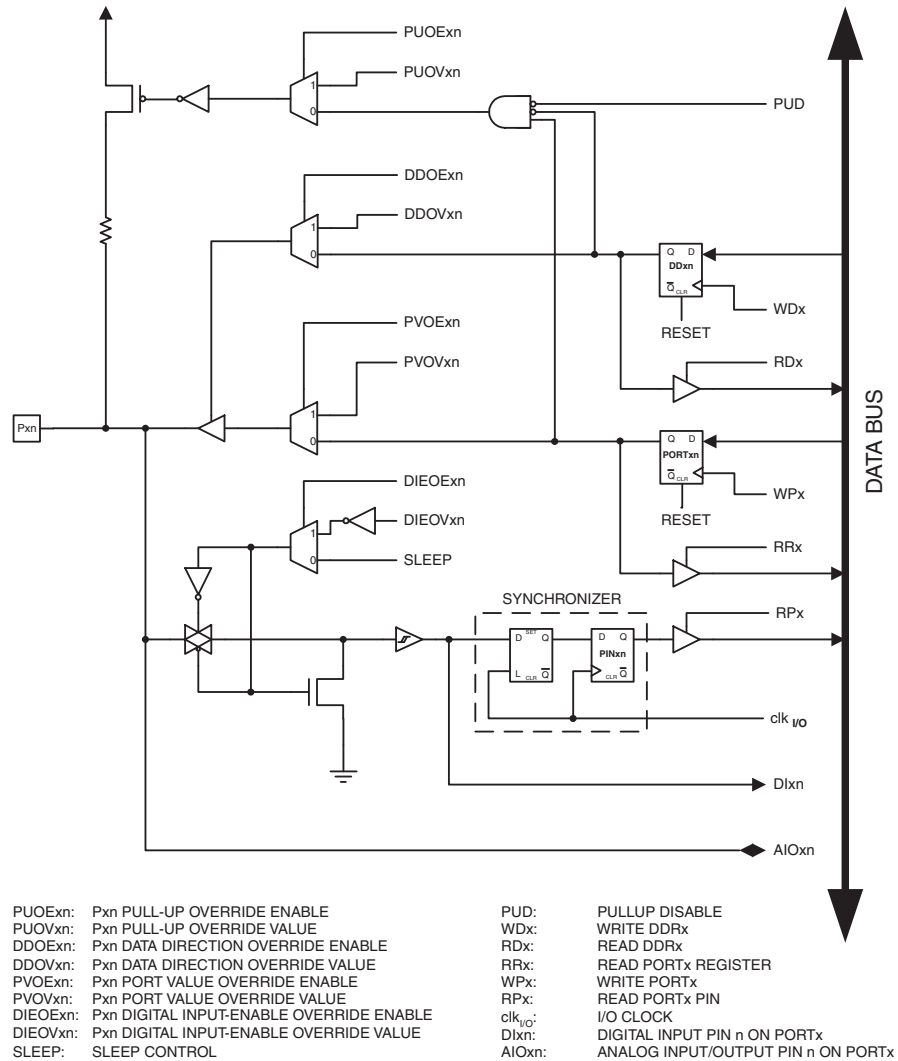 PUOExn
PUOVxn
1
0
PUD
DDOExn
DDOVxn
1
0
Q D
DDxn
Q CLR
WDx
RESET
PVOExn
RDx
PVOVxn
DATA BUS
Pxn
1
0
Q D
PORTxn
Q CLR
WPx
RESET
DIEOExn
DIEOVxn
1
0
SLEEP
RRx
SYNCHRONIZER
RPx
D SET Q
L CLR Q
D Q
PINxn
CLR Q
clk I/O
DIxn
AIOxn
PUOExn: Pxn PULL-UP OVERRIDE ENABLE
PUOVxn: Pxn PULL-UP OVERRIDE VALUE
DDOExn: Pxn DATA DIRECTION OVERRIDE ENABLE
DDOVxn: Pxn DATA DIRECTION OVERRIDE VALUE
PVOExn: Pxn PORT VALUE OVERRIDE ENABLE
PVOVxn: Pxn PORT VALUE OVERRIDE VALUE
DIEOExn: Pxn DIGITAL INPUT-ENABLE OVERRIDE ENABLE
DIEOVxn: Pxn DIGITAL INPUT-ENABLE OVERRIDE VALUE
SLEEP: SLEEP CONTROL
PUD: PULLUP DISABLE
WDx: WRITE DDRx
RDx: READ DDRx
RRx: READ PORTx REGISTER
WPx: WRITE PORTx
RPx: READ PORTx PIN
clkI/O: I/O CLOCK
DIxn: DIGITAL INPUT PIN n ON PORTx
AIOxn: ANALOG INPUT/OUTPUT PIN n ON PORTx